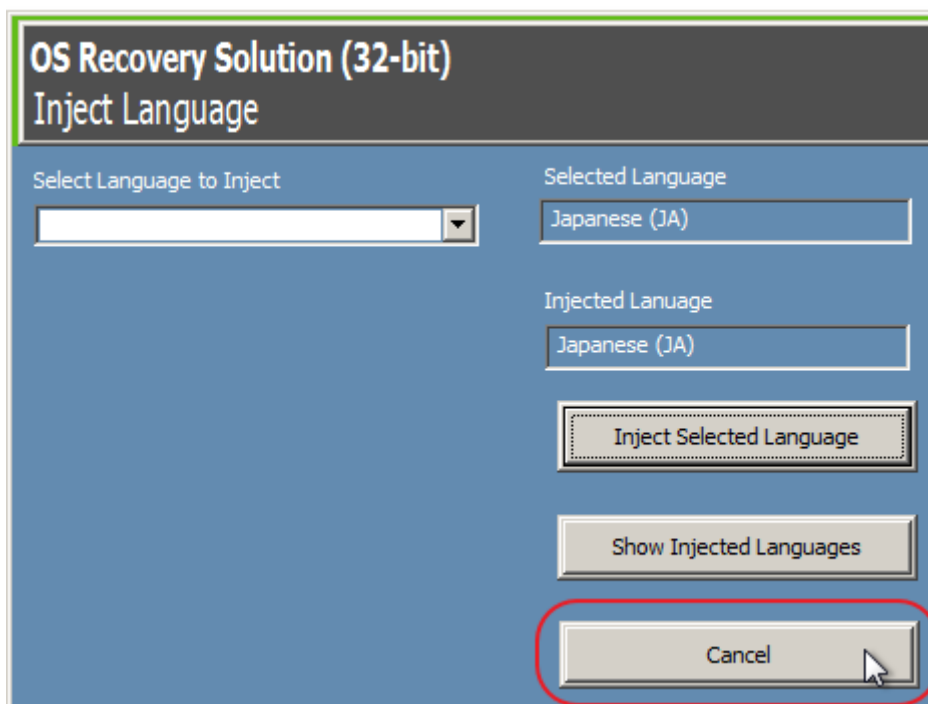 OS Recovery Solution (32-bit)
Inject Language
Select Language to Inject
Selected Language
Japanese (JA)
Injected Lanuage
Japanese (JA)
Inject Selected Language
Show Injected Languages
Cancel